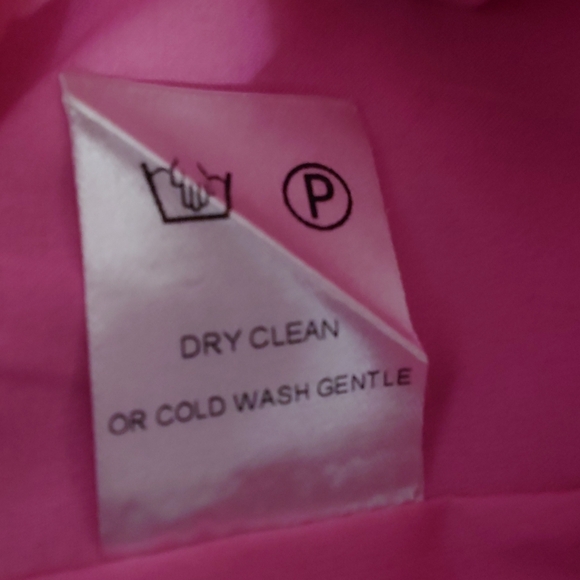 P
DRY CLEAN
OR COLD WASH GENTLE